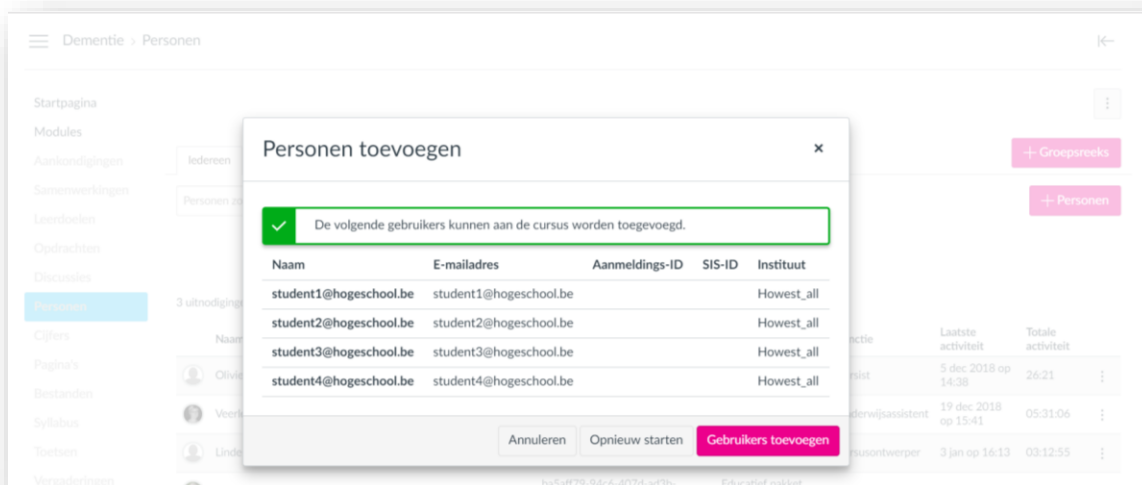 Dementie > Personen
Startpagina
Modules
Aankondigingen
Iedereen
+ Groepsreeks
Samenwerkingen
Personen
+ Personen
Leerdoelen
Opdrachten
Discussies
Personen
3
Cijfers
Pagina's
Bestanden
Syllabus
Toetsen
Vergaderingen
Personen toevoegen
×
De volgende gebruikers kunnen aan de cursus worden toegevoegd.
Naam E-mailadres Aanmeldings-ID SIS-ID Instituut
student1@hogeschool.be student1@hogeschool.be Howest_all
student2@hogeschool.be student2@hogeschool.be Howest_all
student3@hogeschool.be student3@hogeschool.be Howest_all
student4@hogeschool.be student4@hogeschool.be Howest_all
Annuleren Opnieuw starten Gebruikers toevoegen
Laatste activiteit Totale activiteit
5 dec 2018 op 14:38 26:21
19 dec 2018 op 15:41 05:31:06
3 jan op 16:13 03:12:55
Educatief pakket